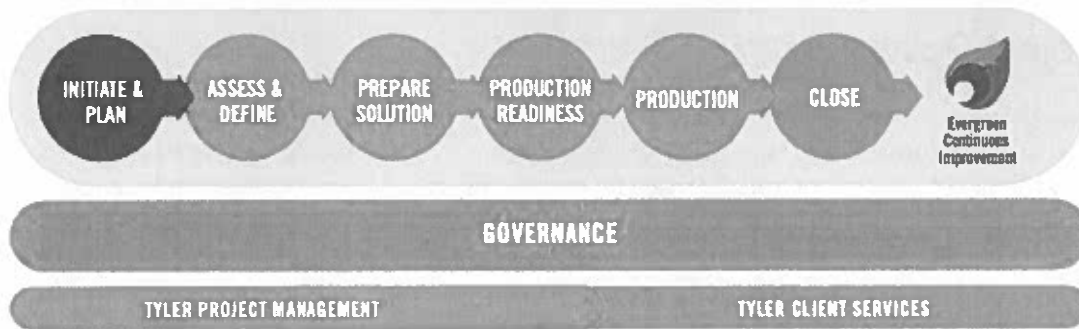 INITIATE &
PLAN
ASSESS &
DEFINE
PREPARE
SOLUTION
PRODUCTION
READINESS
PRODUCTION
CLOSE
Evergreen
Continuous
Improvement
GOVERNANCE
TYLER PROJECT MANAGEMENT
TYLER CLIENT SERVICES